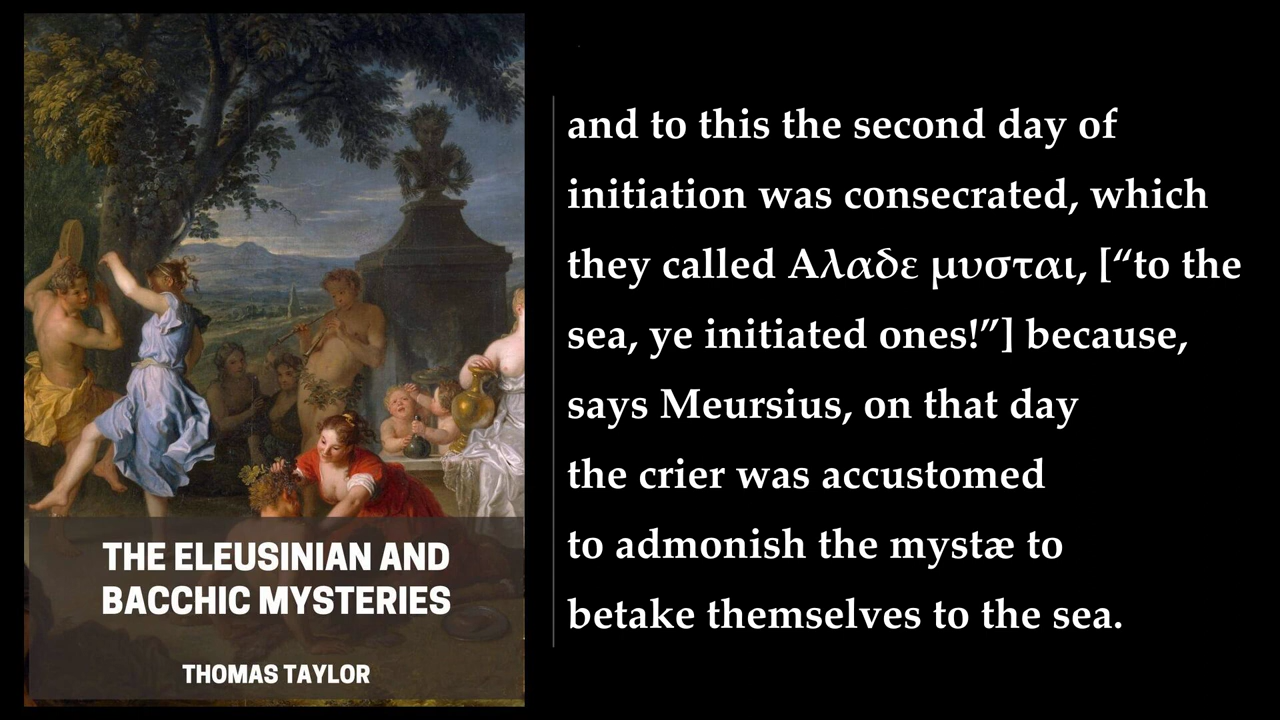 THE ELEUSINIAN AND
BACCHIC MYSTERIES
THOMAS TAYLOR
and to this the second day of
initiation was consecrated, which
they called Αλαδε μυσται, [“to the
sea, ye initiated ones!”] because,
says Meursius, on that day
the crier was accustomed
to admonish the mystæ to
betake themselves to the sea.